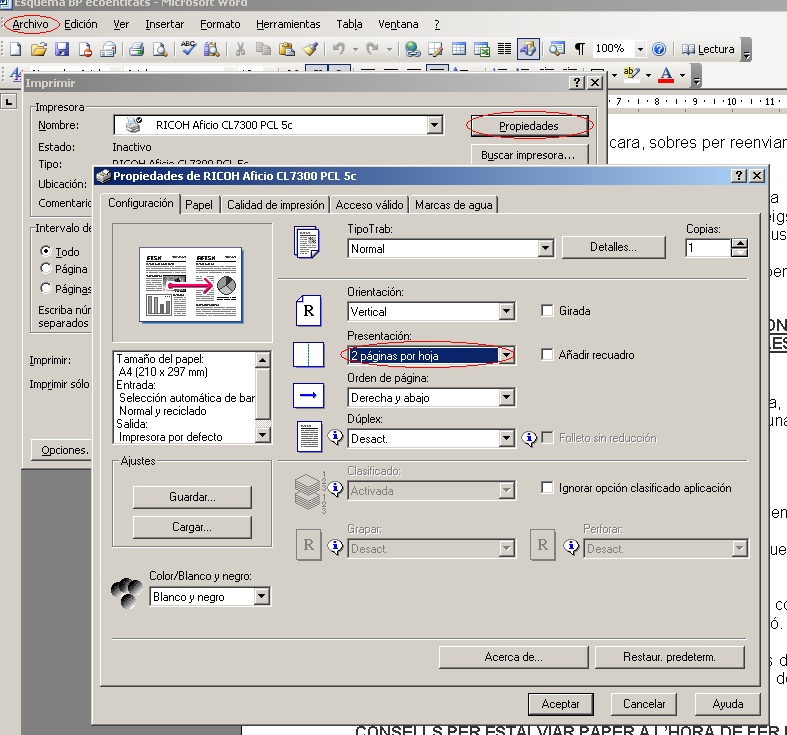 Esquema BP ecoentitats - Microsoft Word
Archivo Edición Ver Insertar Formato Herramientas Tabla Ventana ?
100% Lectura
Imprimir
7 · 8 · 9 · 10 · 11
Impresora
Nombre: RICOH Aficio CL7300 PCL 5c Propiedades
Estado: Inactivo Buscar impresora...
Tipo: RICOH Aficio CL7300 PCL 5c
Ubicación:
Comentario
cara, sobres per reenviar
Propiedades de RICOH Aficio CL7300 PCL 5c
Configuración Papel Calidad de impresión Acceso válido Marcas de agua
Intervalo de
Todo
Página
Páginas
Escriba núr
separados
Imprimir:
Imprimir sólo
Opciones.
TipoTrab: Copias:
Normal Detalles... 1
Orientación:
R Vertical Girada
Presentación:
2 páginas por hoja Añadir recuadro
Orden de página:
Derecha y abajo
Dúplex:
Desact. Folleto sin reducción
Tamaño del papel:
A4 (210 x 297 mm)
Entrada:
Selección automática de bar
Normal y reciclado
Salida:
Impresora por defecto
Ajustes
Guardar...
Cargar...
Clasificado:
Activada Ignorar opción clasificado aplicación
Grapar: Perforar:
R Desact. R Desact.
Color/Blanco y negro:
Blanco y negro
Acerca de... Restaur. predeterm.
Aceptar Cancelar Ayuda
CONSELLS PER ESTALVIAR PAPER A L'HORA DE FER